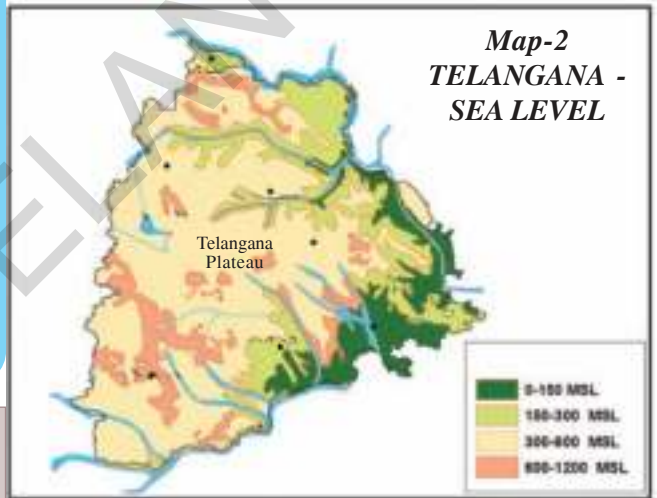 Map-2
TELANGANA -
SEA LEVEL
Telangana
Plateau
0-150 MSL
150-300 MSL
300-600 MSL
600-1200 MSL